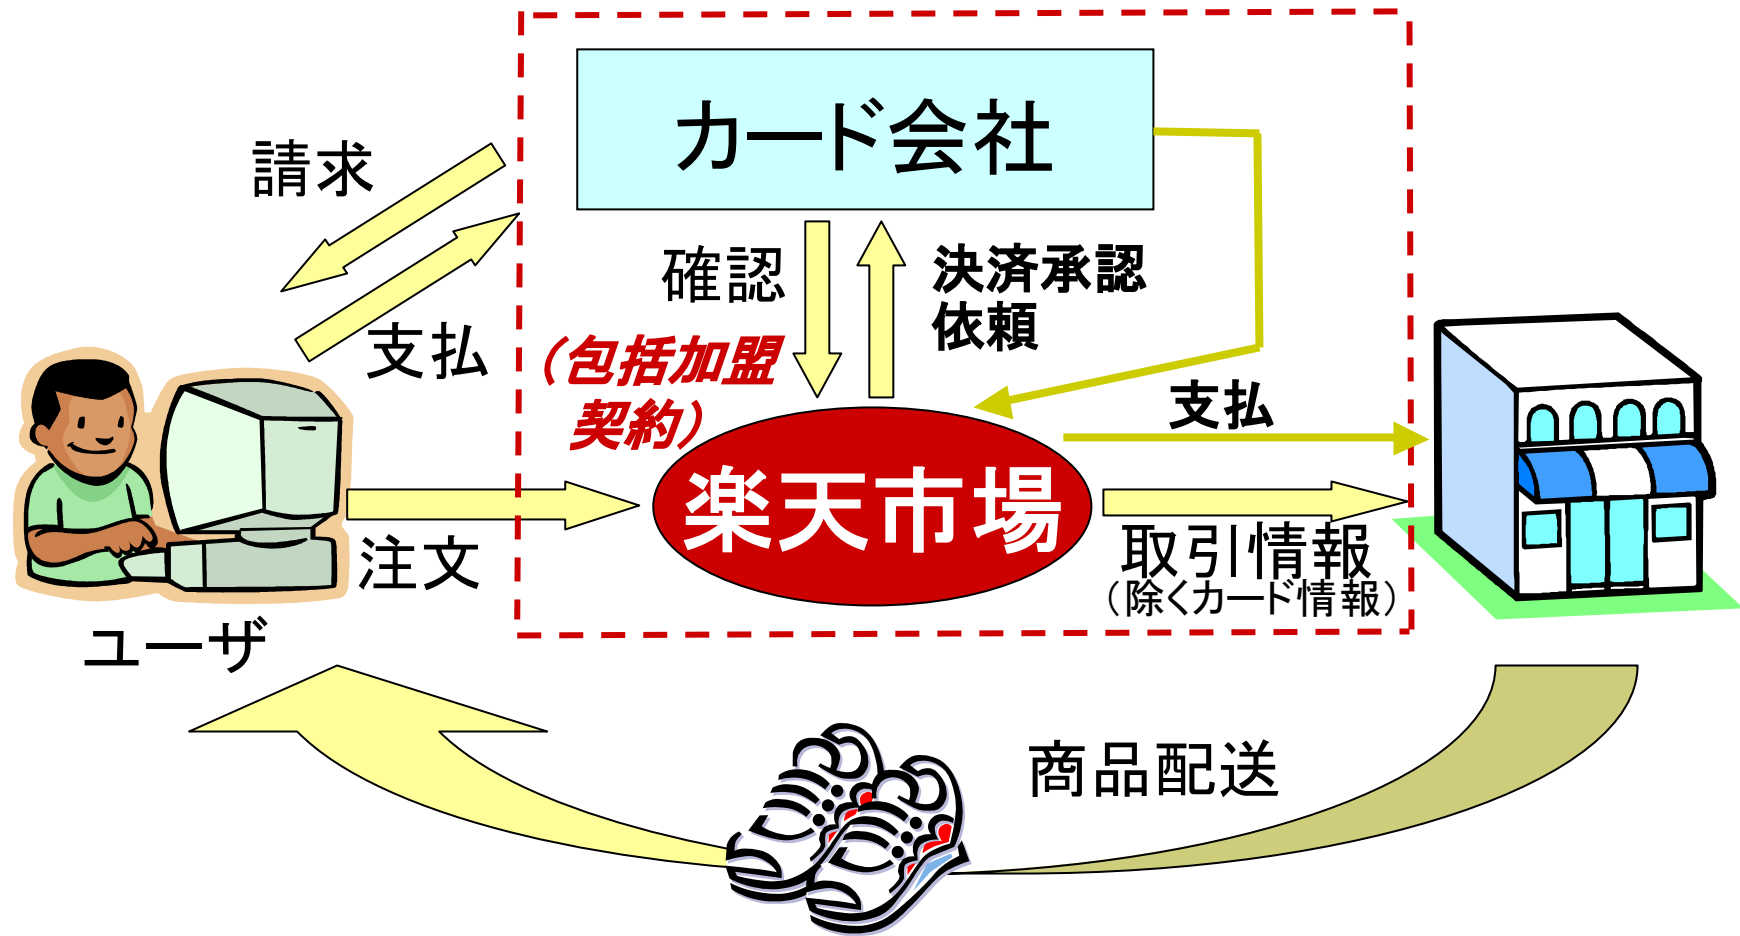 カード会社
請求
確認
決済承認
依頼
支払
（包括加盟
契約）
支払
楽天市場
注文
取引情報
（除くカード情報）
ユーザ
商品配送